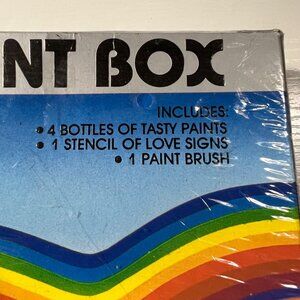 NT BOX
INCLUDES:
• 4 BOTTLES OF TASTY PAINTS
• 1 STENCIL OF LOVE SIGNS
• 1 PAINT BRUSH